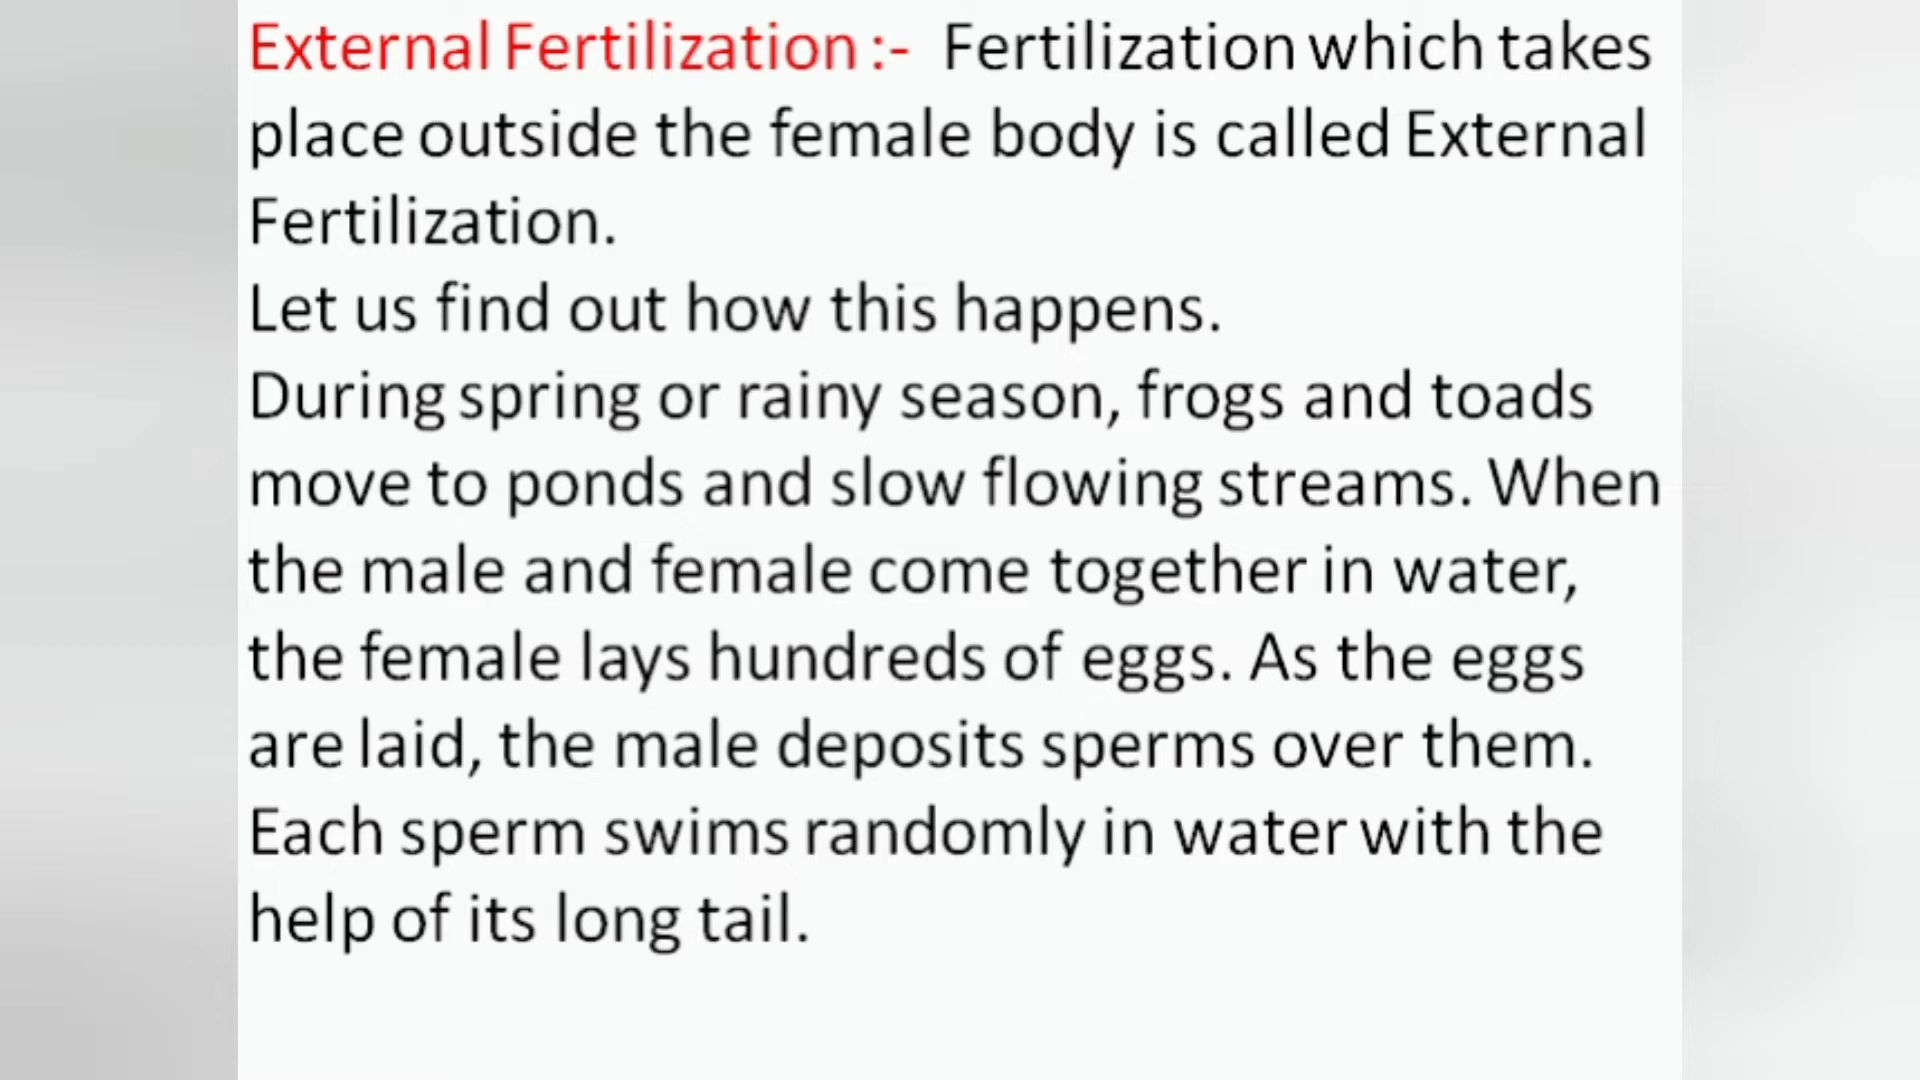 External Fertilization :- Fertilization which takes
place outside the female body is called External
Fertilization.
Let us find out how this happens.
During spring or rainy season, frogs and toads
move to ponds and slow flowing streams. When
the male and female come together in water,
the female lays hundreds of eggs. As the eggs
are laid, the male deposits sperms over them.
Each sperm swims randomly in water with the
help of its long tail.